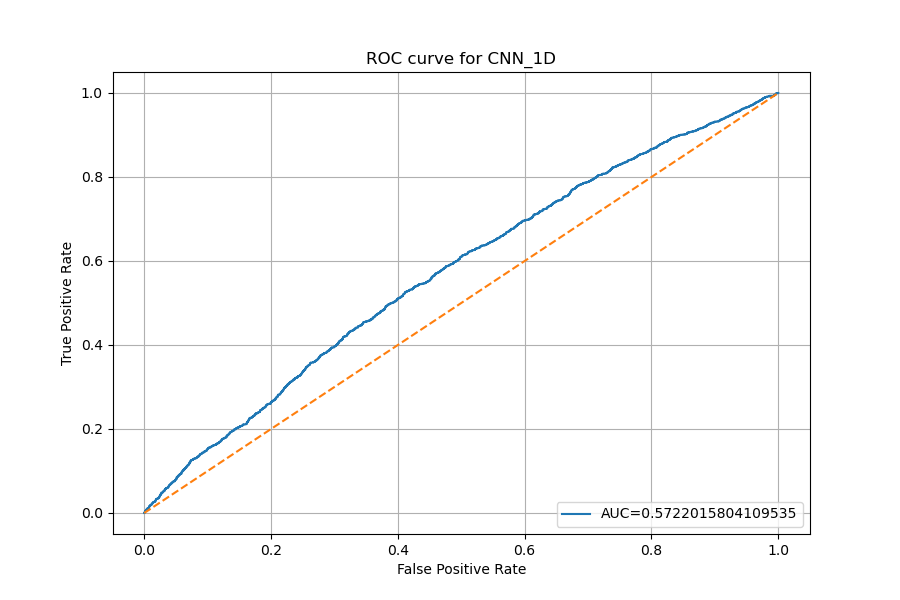 ROC curve for CNN_1D
True Positive Rate
1.0
0.8
0.6
0.4
0.2
0.0
AUC=0.5722015804109535
0.0 0.2 0.4 0.6 0.8 1.0
False Positive Rate